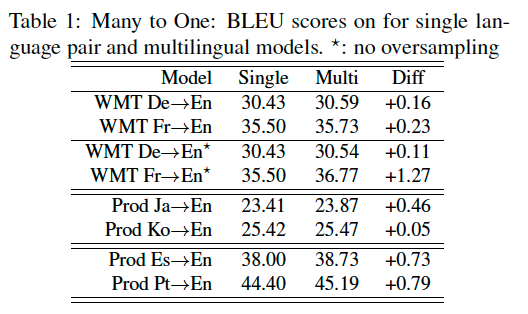 Table 1: Many to One: BLEU scores on for single lan-
guage pair and multilingual models. *: no oversampling
Model Single Multi Diff
WMT De→En 30.43 30.59 +0.16
WMT Fr→En 35.50 35.73 +0.23
WMT De→En* 30.43 30.54 +0.11
WMT Fr→En* 35.50 36.77 +1.27
Prod Ja→En 23.41 23.87 +0.46
Prod Ko→En 25.42 25.47 +0.05
Prod Es→En 38.00 38.73 +0.73
Prod Pt→En 44.40 45.19 +0.79